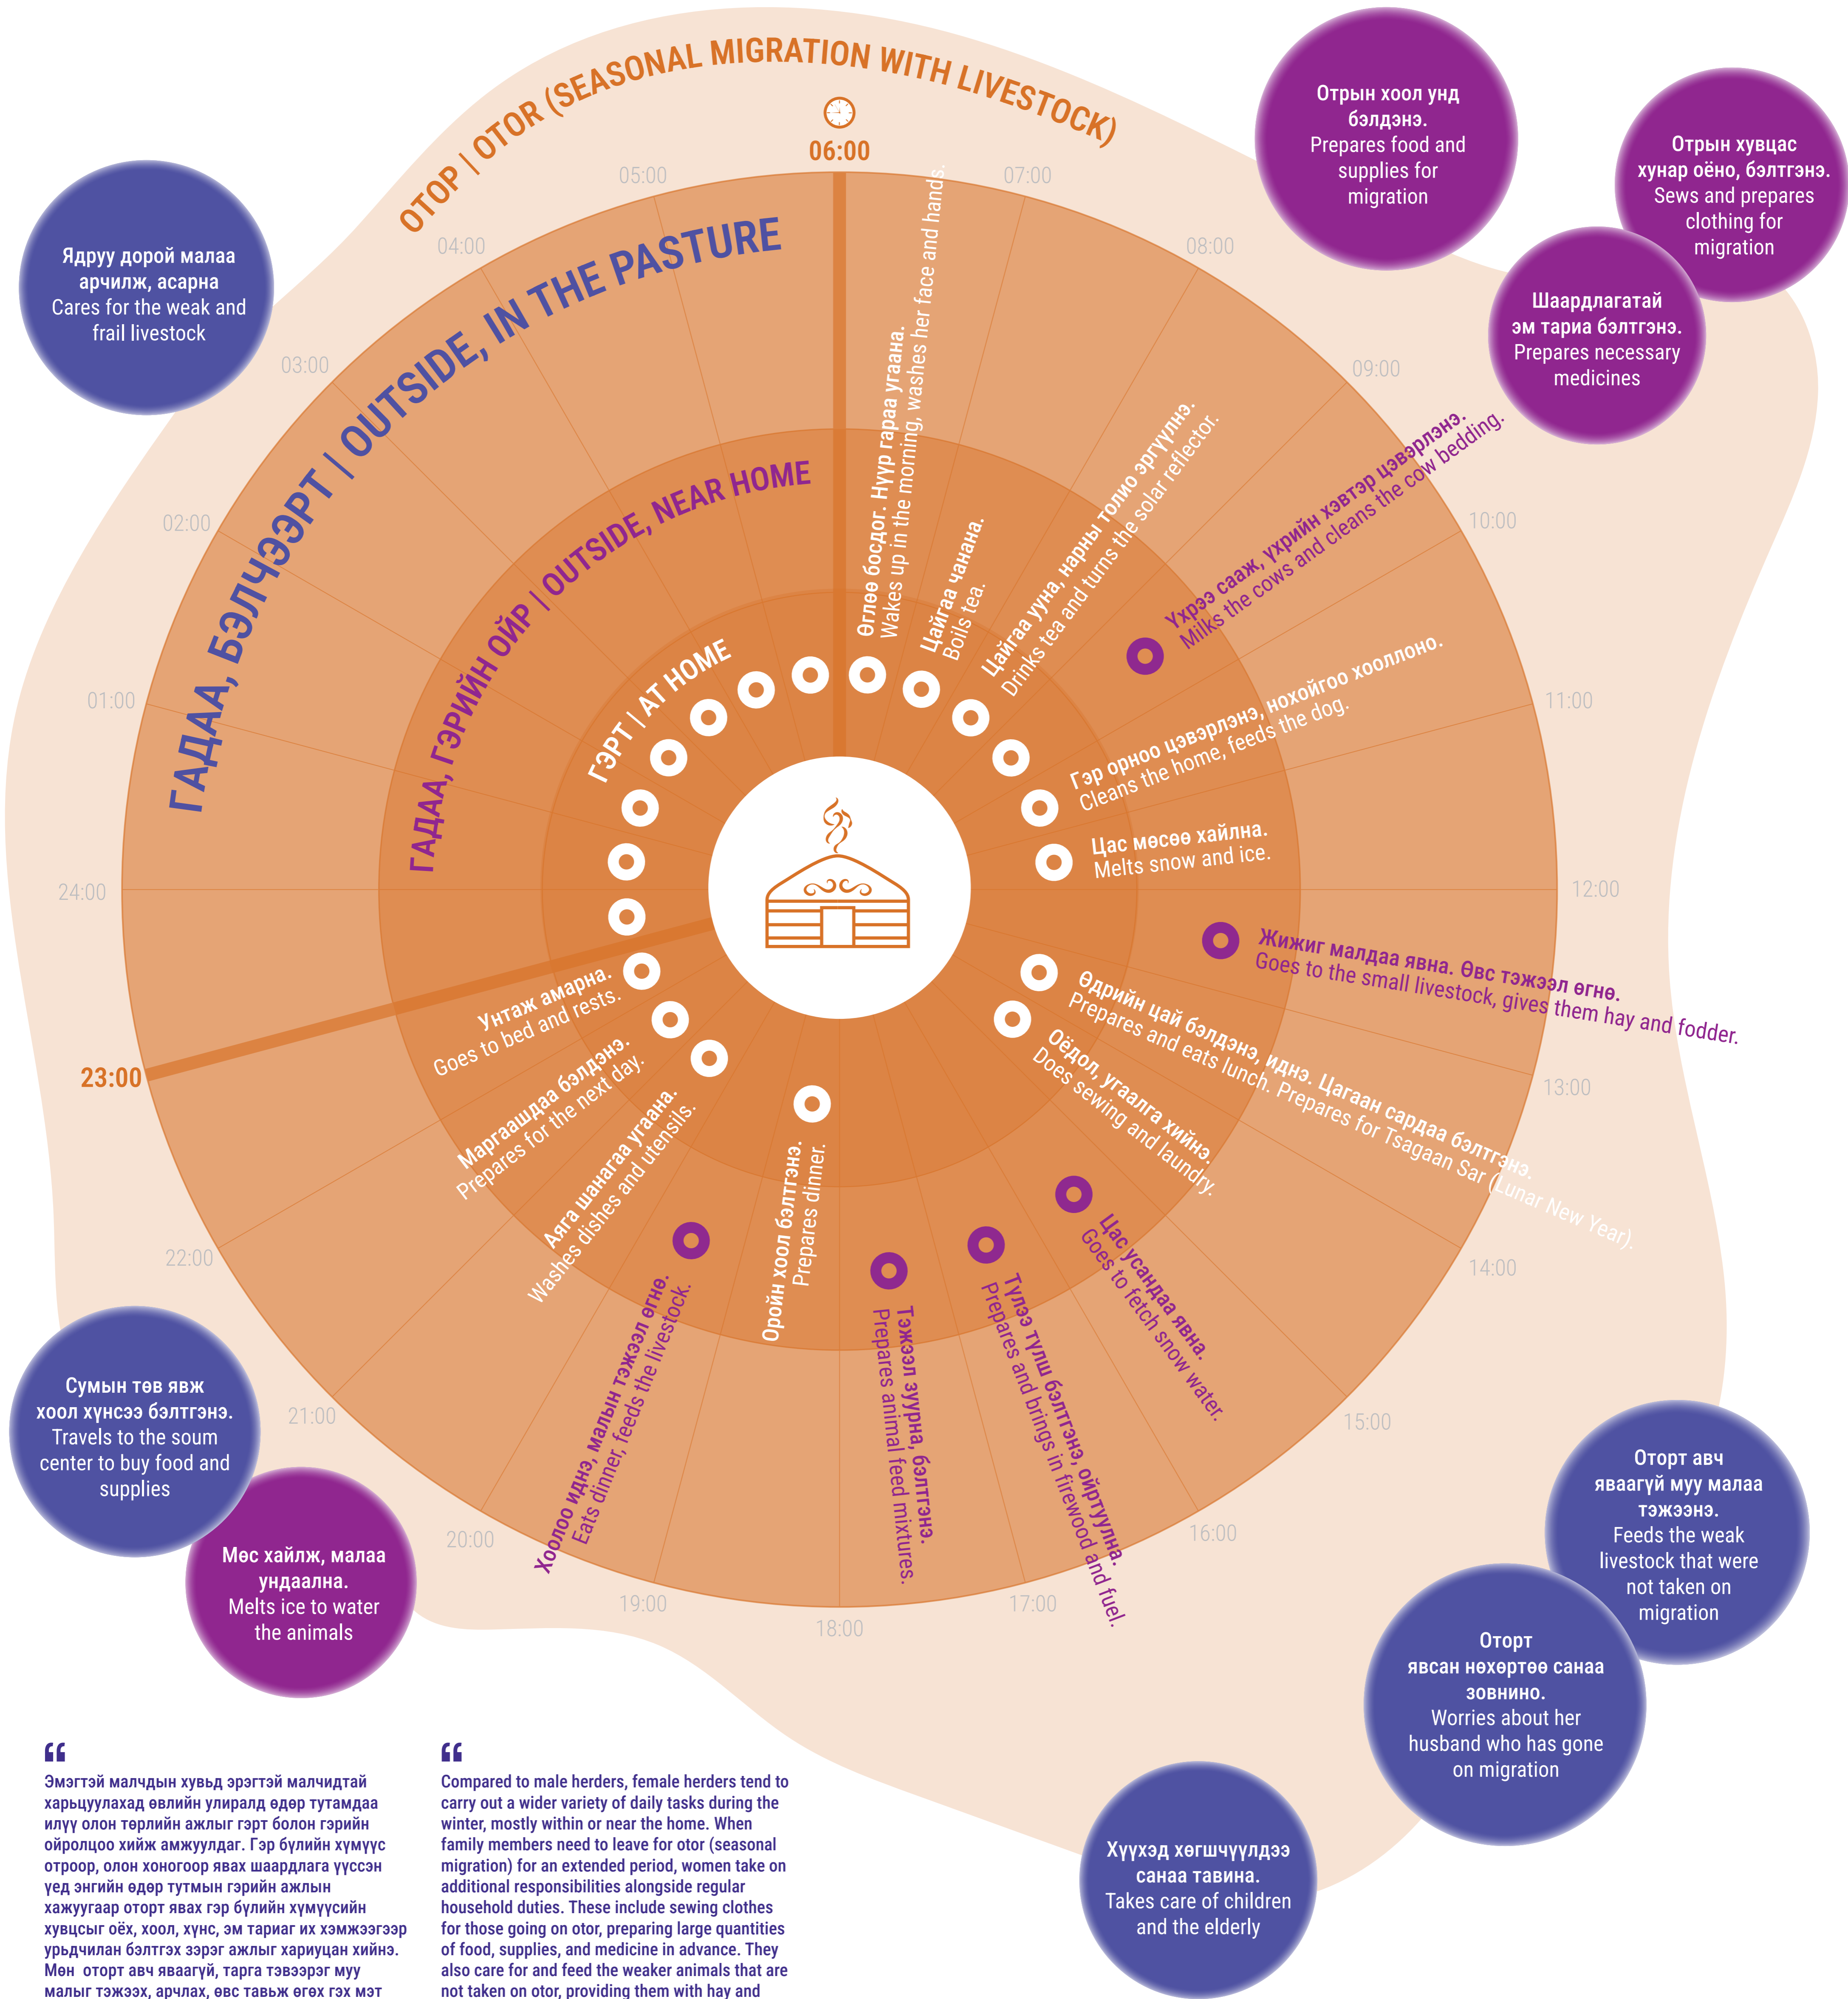 ОТОР | OTOR (SEASONAL MIGRATION WITH LIVESTOCK)
ГАДАА, БЭЛЧЭЭРТ | OUTSIDE, IN THE PASTURE
ГАДАА, ГЭРИЙН ОЙР | OUTSIDE, NEAR HOME
ГЭРТ | AT HOME
06:00
07:00
08:00
09:00
10:00
11:00
12:00
13:00
14:00
15:00
16:00
17:00
18:00
19:00
20:00
21:00
22:00
23:00
24:00
01:00
02:00
03:00
04:00
05:00
Өглөө босдог. Нүүр гараа угаана.
Wakes up in the morning, washes her face and hands.
Цайгаа чанана.
Boils tea.
Цайгаа ууна, нарны толио эргүүлнэ.
Drinks tea and turns the solar reflector.
Үхрээ сааж, үхрийн хэвтэр цэвэрлэнэ.
Milks the cows and cleans the cow bedding.
Гэр орноо цэвэрлэнэ, нохойгоо хооллоно.
Cleans the home, feeds the dog.
Цас мөсөө хайлна.
Melts snow and ice.
Жижиг малдаа явна. Өвс тэжээл өгнө.
Goes to the small livestock, gives them hay and fodder.
Өдрийн цай бэлдэнэ, иднэ. Цагаан сардаа бэлтгэнэ.
Prepares and eats lunch. Prepares for Tsagaan Sar (Lunar New Year).
Оёдол, угаалга хийнэ.
Does sewing and laundry.
Цас усандаа явна.
Goes to fetch snow water.
Түлээ түлш бэлтгэнэ, ойртуулна.
Prepares and brings in firewood and fuel.
Тэжээл зуурна, бэлтгэнэ.
Prepares animal feed mixtures.
Оройн хоол бэлтгэнэ.
Prepares dinner.
Хоолоо иднэ, малын тэжээл өгнө.
Eats dinner, feeds the livestock.
Аяга шанагаа угаана.
Washes dishes and utensils.
Маргаашдаа бэлдэнэ.
Prepares for the next day.
Унтаж амарна.
Goes to bed and rests.
Ядруу дорой малаа
арчилж, асарна
Cares for the weak and
frail livestock
Отрын хоол унд
бэлдэнэ.
Prepares food and
supplies for
migration
Отрын хувцас
хунар оёно, бэлтгэнэ.
Sews and prepares
clothing for
migration
Шаардлагатай
эм тариа бэлтгэнэ.
Prepares necessary
medicines
Сумын төв явж
хоол хүнсээ бэлтгэнэ.
Travels to the soum
center to buy food and
supplies
Мөс хайлж, малаа
ундаална.
Melts ice to water
the animals
Оторт авч
яваагүй муу малаа
тэжээнэ.
Feeds the weak
livestock that were
not taken on
migration
Оторт
явсан нөхөртөө санаа
зовнино.
Worries about her
husband who has gone
on migration
Хүүхэд хөгшчүүлдээ
санаа тавина.
Takes care of children
and the elderly
“
Эмэгтэй малчдын хувьд эрэгтэй малчидтай
харьцуулахад өвлийн улиралд өдөр тутамдаа
илүү олон төрлийн ажлыг гэрт болон гэрийн
ойролцоо хийж амжуулдаг. Гэр бүлийн хүмүүс
отроор, олон хоногоор явах шаардлага үүссэн
үед энгийн өдөр тутмын гэрийн ажлын
хажуугаар оторт явах гэр бүлийн хүмүүсийн
хувцсыг оёх, хоол, хүнс, эм тариаг их хэмжээгээр
урьдчилан бэлтгэх зэрэг ажлыг хариуцан хийнэ.
Мөн оторт авч яваагүй, тарга тэвээрэг муу
малыг тэжээх, арчлах, өвс тавьж өгөх гэх мэт
“
Compared to male herders, female herders tend to
carry out a wider variety of daily tasks during the
winter, mostly within or near the home. When
family members need to leave for otor (seasonal
migration) for an extended period, women take on
additional responsibilities alongside regular
household duties. These include sewing clothes
for those going on otor, preparing large quantities
of food, supplies, and medicine in advance. They
also care for and feed the weaker animals that are
not taken on otor, providing them with hay and